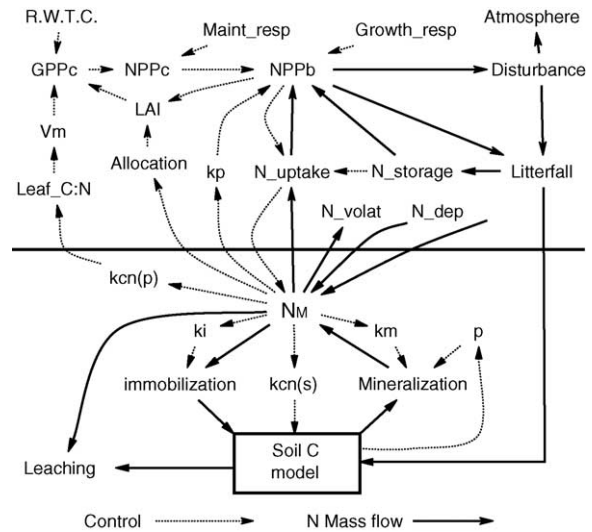 R.W.T.C.
Atmosphere
Maint_resp
Growth_resp
GPPc
NPPc
NPPb
Disturbance
LAI
Vm
Allocation
kp
N_uptake
N_storage
Litterfall
Leaf_C:N
N_volat
N_dep
kcn(p)
NM
ki
km
p
immobilization
kcn(s)
Mineralization
Soil C
model
Leaching
Control
N Mass flow